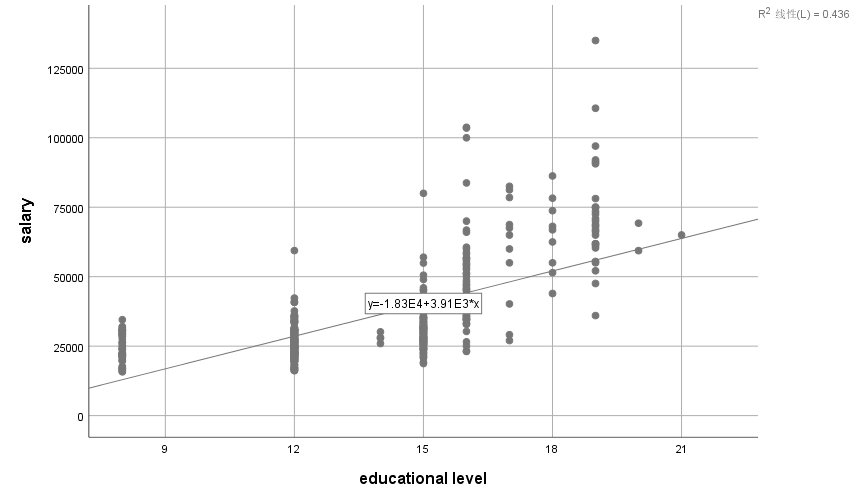 R2 线性(L) = 0.436
salary
125000
100000
75000
50000
25000
0
y=-1.83E4+3.91E3*x
9 12 15 18 21
educational level